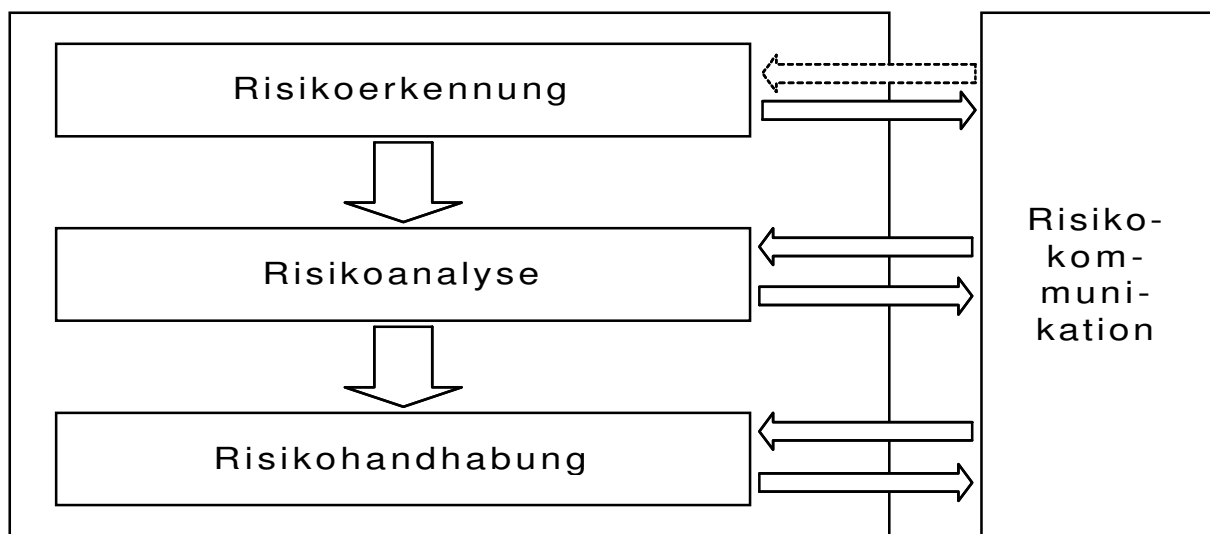 Risikoerkennung
Risikoanalyse
Risikohandhabung
Risiko-
kom-
muni-
kation